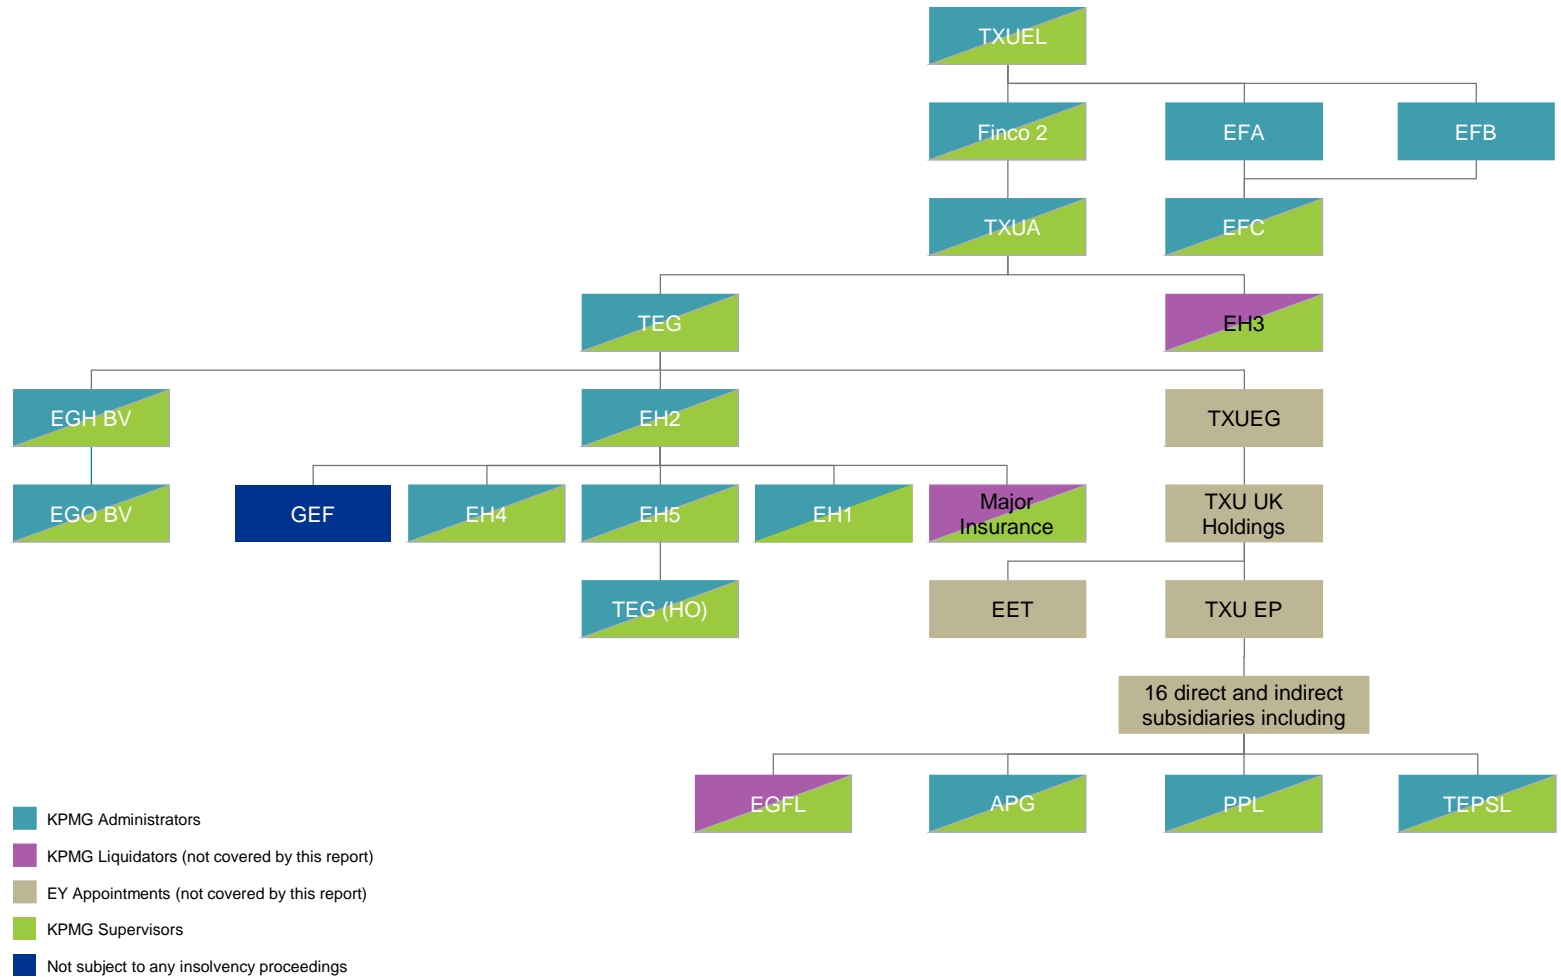 TXUEL
Finco 2
EFA
EFB
TXUA
EFC
TEG
EH3
EGH BV
EH2
TXUEG
EGO BV
GEF
EH4
EH5
EH1
Major
Insurance
TXU UK
Holdings
TEG (HO)
EET
TXU EP
16 direct and indirect
subsidiaries including
EGFL
APG
PPL
TEPSL
KPMG Administrators
KPMG Liquidators (not covered by this report)
EY Appointments (not covered by this report)
KPMG Supervisors
Not subject to any insolvency proceedings